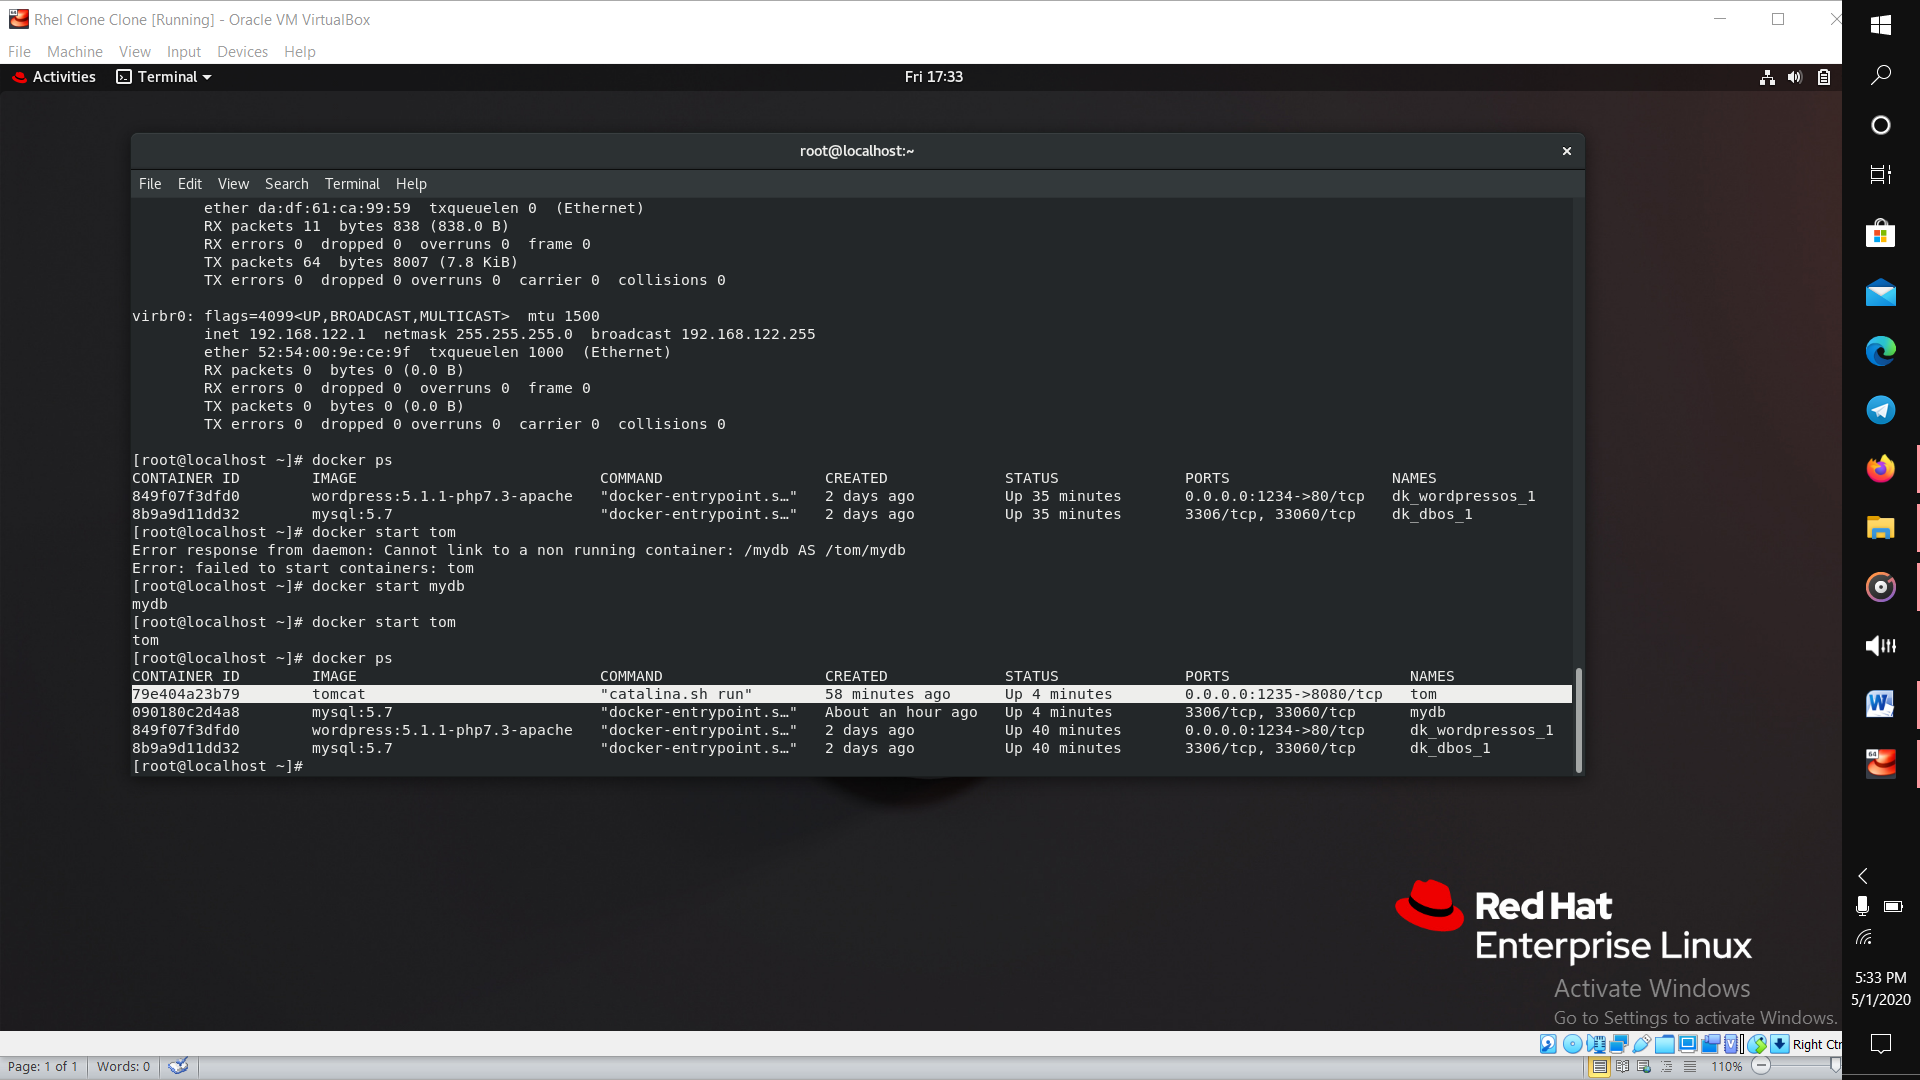 Rhel Clone Clone [Running] - Oracle VM VirtualBox
File Machine View Input Devices Help
Activities Terminal Fri 17:33
root@localhost:~
File Edit View Search Terminal Help
ether da:df:61:ca:99:59 txqueuelen 0 (Ethernet)
RX packets 11 bytes 838 (838.0 B)
RX errors 0 dropped 0 overruns 0 frame 0
TX packets 64 bytes 8007 (7.8 KiB)
TX errors 0 dropped 0 overruns 0 carrier 0 collisions 0
virbr0: flags=4099<UP,BROADCAST,MULTICAST> mtu 1500
inet 192.168.122.1 netmask 255.255.255.0 broadcast 192.168.122.255
ether 52:54:00:9e:ce:9f txqueuelen 1000 (Ethernet)
RX packets 0 bytes 0 (0.0 B)
RX errors 0 dropped 0 overruns 0 frame 0
TX packets 0 bytes 0 (0.0 B)
TX errors 0 dropped 0 overruns 0 carrier 0 collisions 0
[root@localhost ~]# docker ps
CONTAINER ID IMAGE COMMAND CREATED STATUS PORTS NAMES
849f07f3dfd0 wordpress:5.1.1-php7.3-apache "docker-entrypoint.s…" 2 days ago Up 35 minutes 0.0.0.0:1234->80/tcp dk_wordpressos_1
8b9a9d11dd32 mysql:5.7 "docker-entrypoint.s…" 2 days ago Up 35 minutes 3306/tcp, 33060/tcp dk_dbos_1
[root@localhost ~]# docker start tom
Error response from daemon: Cannot link to a non running container: /mydb AS /tom/mydb
Error: failed to start containers: tom
[root@localhost ~]# docker start mydb
mydb
[root@localhost ~]# docker start tom
tom
[root@localhost ~]# docker ps
CONTAINER ID IMAGE COMMAND CREATED STATUS PORTS NAMES
79e404a23b79 tomcat "catalina.sh run" 58 minutes ago Up 4 minutes 0.0.0.0:1235->8080/tcp tom
090180c2d4a8 mysql:5.7 "docker-entrypoint.s…" About an hour ago Up 4 minutes 3306/tcp, 33060/tcp mydb
849f07f3dfd0 wordpress:5.1.1-php7.3-apache "docker-entrypoint.s…" 2 days ago Up 40 minutes 0.0.0.0:1234->80/tcp dk_wordpressos_1
8b9a9d11dd32 mysql:5.7 "docker-entrypoint.s…" 2 days ago Up 40 minutes 3306/tcp, 33060/tcp dk_dbos_1
[root@localhost ~]#
Red Hat
Enterprise Linux
Activate Windows
Go to Settings to activate Windows.
5:33 PM
5/1/2020
Right Ctr
Page: 1 of 1 Words: 0 110%